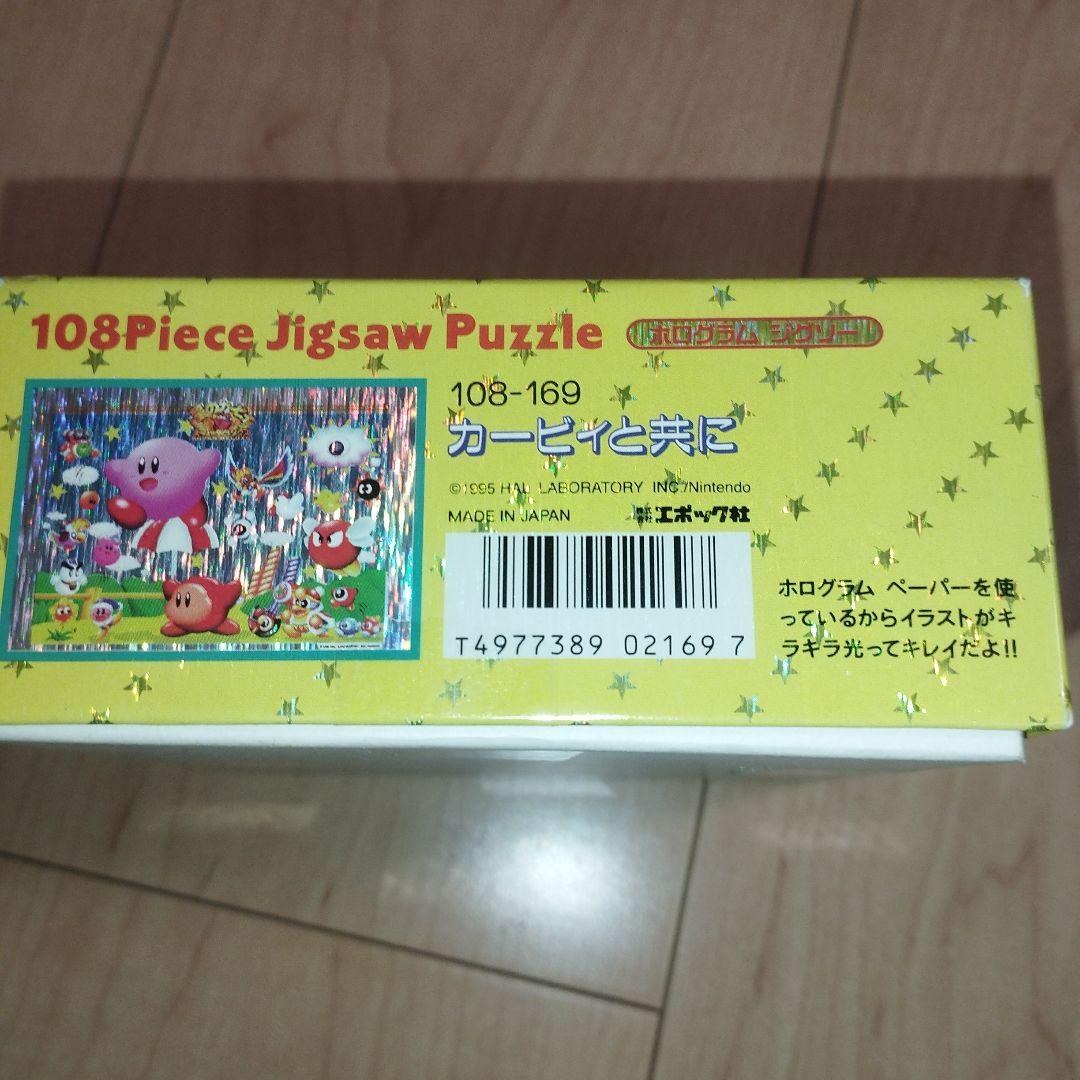 108Piece Jigsaw Puzzle
ホログラム ジグソー
108-169
カービィと共に
©1995 HAL LABORATORY INC./Nintendo
MADE IN JAPAN
エポック社
T4977389 02169 7
ホログラム ペーパーを使
っているからイラストがキ
ラキラ光ってキレイだよ!!